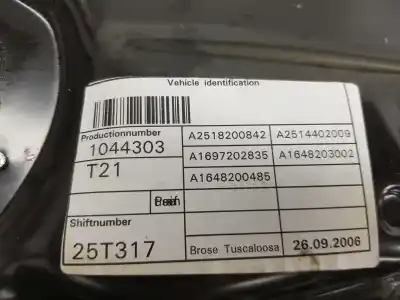 Vehicle identification
Productionnumber
1044303
T21
Shiftnumber
25T317
A2518200842 A2514402009
A1697202835 A1648203002
A1648200485
Brose Tuscaloosa 26.09.2006